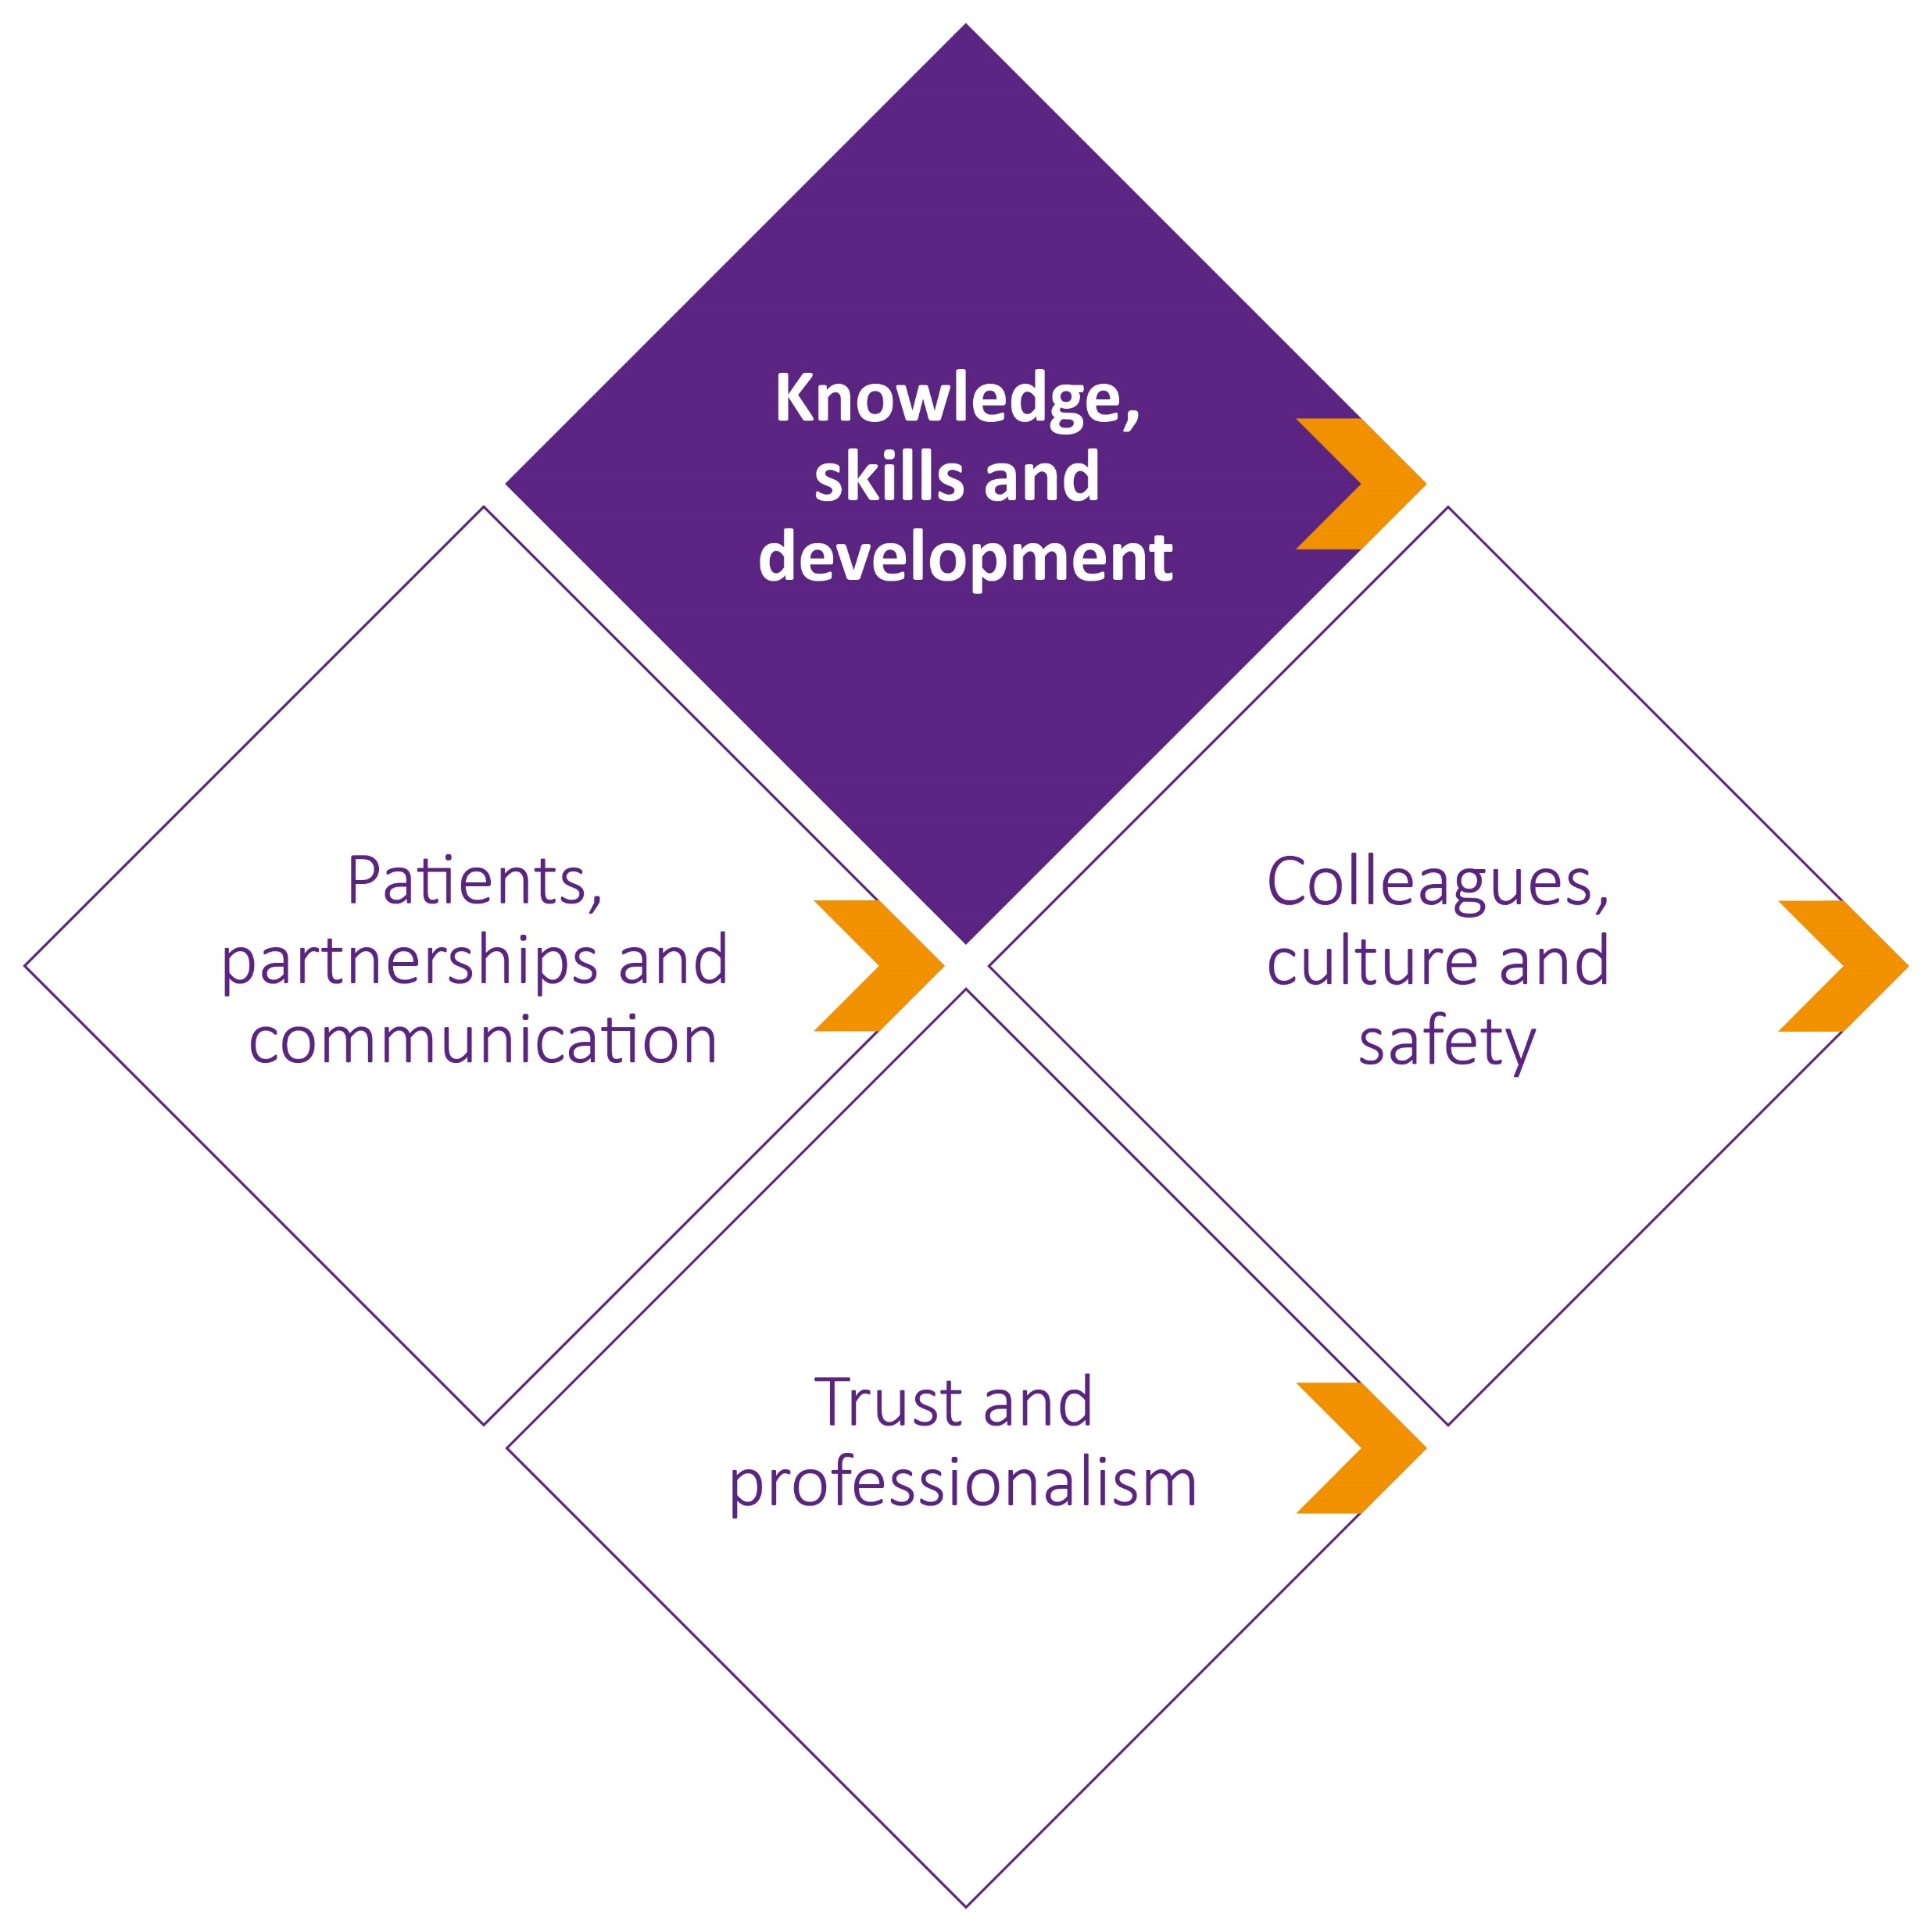 Knowledge,
skills and
development
Patients,
partnerships and
communication
Colleagues,
culture and
safety
Trust and
professionalism